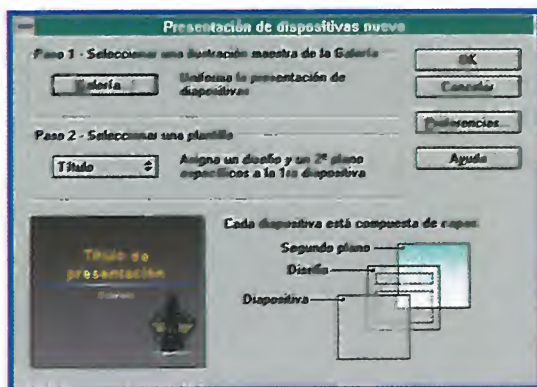 Presentación de dispositivas nueva
Paso 1 - Seleccionar una ilustración maestra de la Galería
Galería...
Uniforma la presentación de
diapositivas
OK
Cancelar
Preferencias...
Ayuda
Paso 2 - Seleccionar una plantilla
Título
Asigna un diseño y un 2º plano
específicos a la 1ra diapositiva
Título de
presentación
Cada diapositiva está compuesta de capas:
Segundo plano
Diseño
Diapositiva